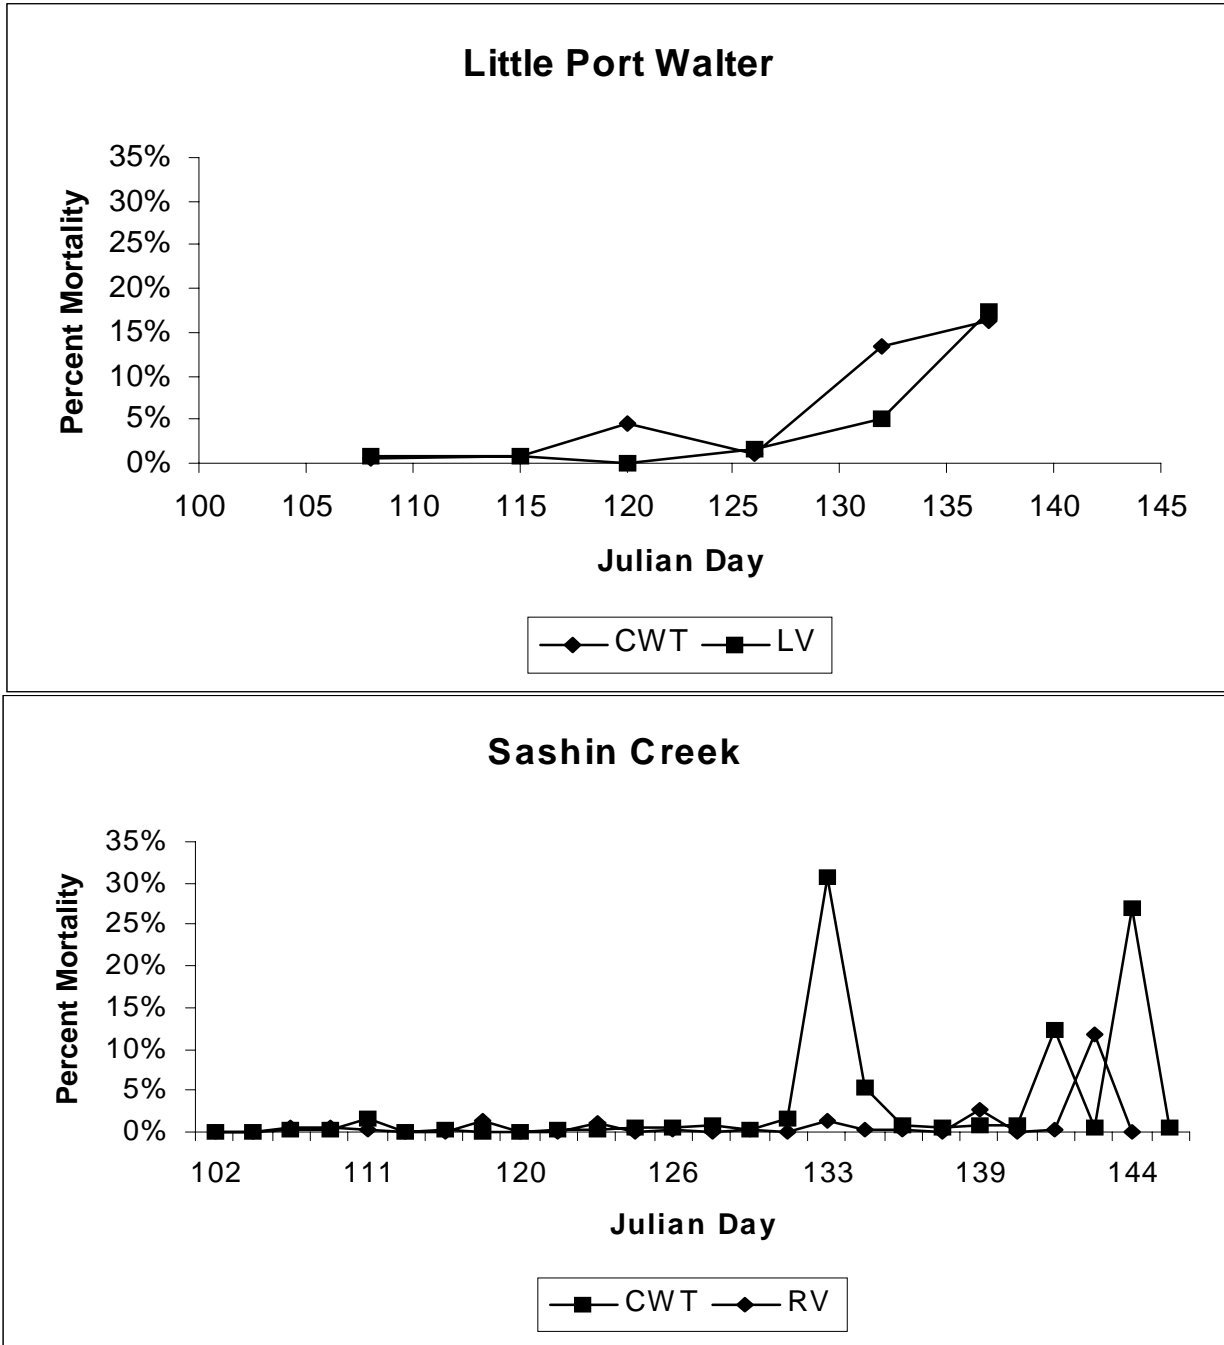 Little Port Walter
35%
30%
25%
20%
15%
10%
5%
0%
Percent Mortality
100 105 110 115 120 125 130 135 140 145
Julian Day
CWT LV
Sashin Creek
35%
30%
25%
20%
15%
10%
5%
0%
Percent Mortality
102 111 120 126 133 139 144
Julian Day
CWT RV